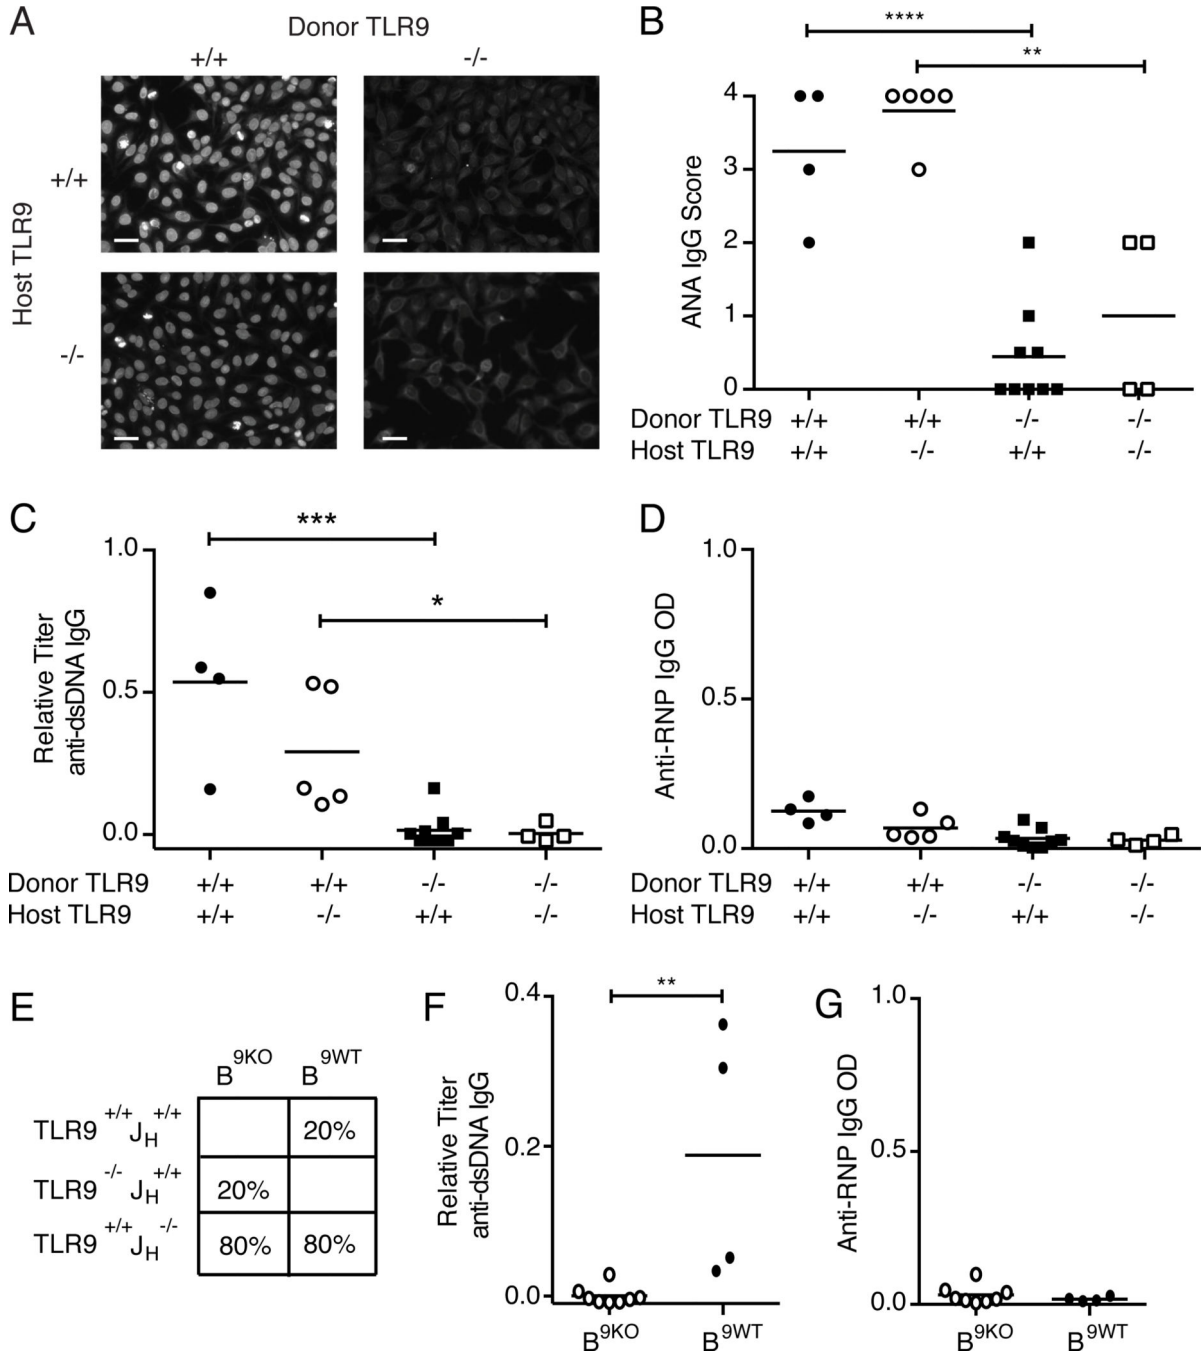 A
Donor TLR9
+/+
-/-
Host TLR9
+/+
-/-
B
****
**
ANA IgG Score
4
3
2
1
0
Donor TLR9 +/+ +/+ -/- -/-
Host TLR9 +/+ -/- +/+ -/-
C
***
*
Relative Titer
anti-dsDNA IgG
1.0
0.5
0.0
Donor TLR9 +/+ +/+ -/- -/-
Host TLR9 +/+ -/- +/+ -/-
D
Anti-RNP IgG OD
1.0
0.5
0.0
Donor TLR9 +/+ +/+ -/- -/-
Host TLR9 +/+ -/- +/+ -/-
E
B9KO B9WT
TLR9+/+ JH+/+ 20%
TLR9-/- JH+/+ 20%
TLR9+/+ JH-/- 80% 80%
F
**
Relative Titer
anti-dsDNA IgG
0.4
0.2
0.0
B9KO B9WT
G
Anti-RNP IgG OD
1.0
0.5
0.0
B9KO B9WT